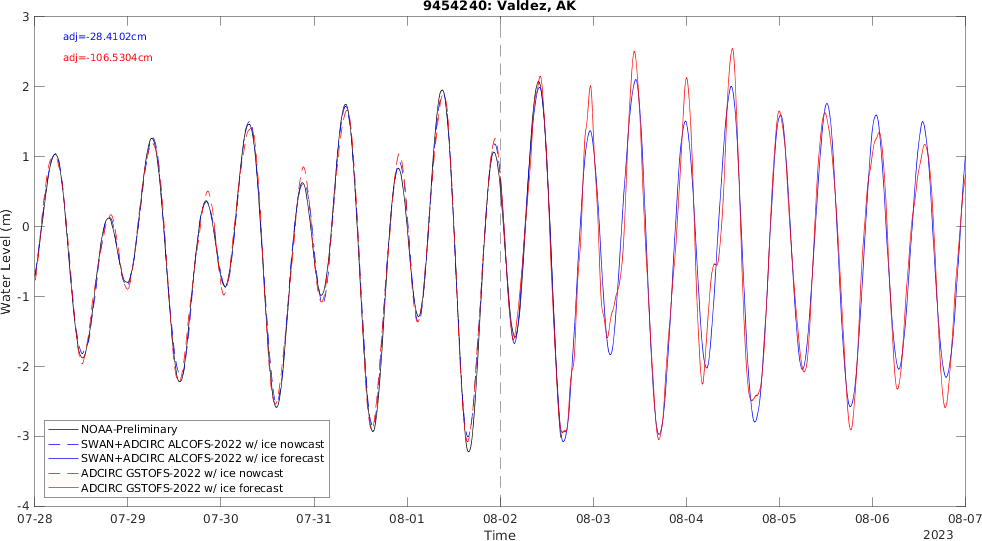 9454240: Valdez, AK
adj=-28.4102cm
adj=-106.5304cm
3
2
1
0
-1
-2
-3
-4
Water Level (m)
NOAA-Preliminary
SWAN+ADCIRC ALCOFS-2022 w/ ice nowcast
SWAN+ADCIRC ALCOFS-2022 w/ ice forecast
ADCIRC GSTOFS-2022 w/ ice nowcast
ADCIRC GSTOFS-2022 w/ ice forecast
07-28 07-29 07-30 07-31 08-01 08-02 08-03 08-04 08-05 08-06 08-07
Time
2023